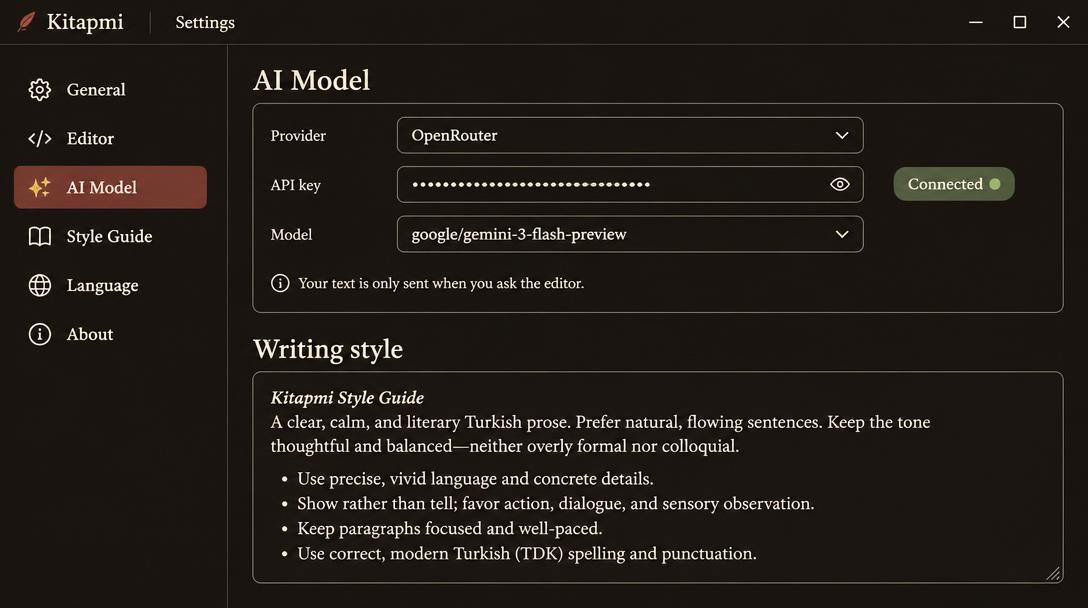 Kitapmi
Settings
General
Editor
AI Model
Style Guide
Language
About
AI Model
Provider
OpenRouter
API key
Connected
Model
google/gemini-3-flash-preview
Your text is only sent when you ask the editor.
Writing style
Kitapmi Style Guide
A clear, calm, and literary Turkish prose. Prefer natural, flowing sentences. Keep the tone
thoughtful and balanced—neither overly formal nor colloquial.
• Use precise, vivid language and concrete details.
• Show rather than tell; favor action, dialogue, and sensory observation.
• Keep paragraphs focused and well-paced.
• Use correct, modern Turkish (TDK) spelling and punctuation.